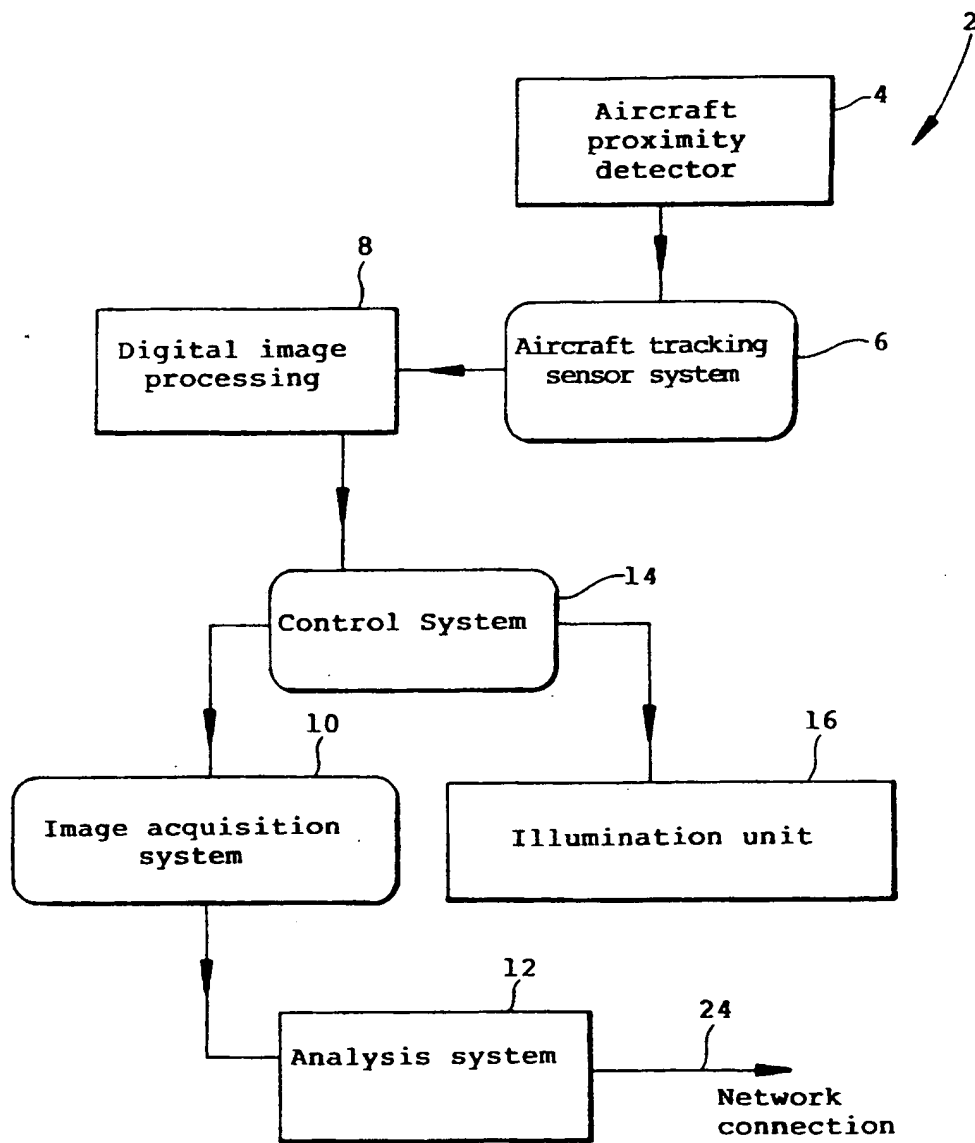 2
Aircraft
proximity
detector
4
8
Digital image
processing
Aircraft tracking
sensor system
6
Control System
14
10
Image acquisition
system
16
Illumination unit
12
Analysis system
24
Network
connection